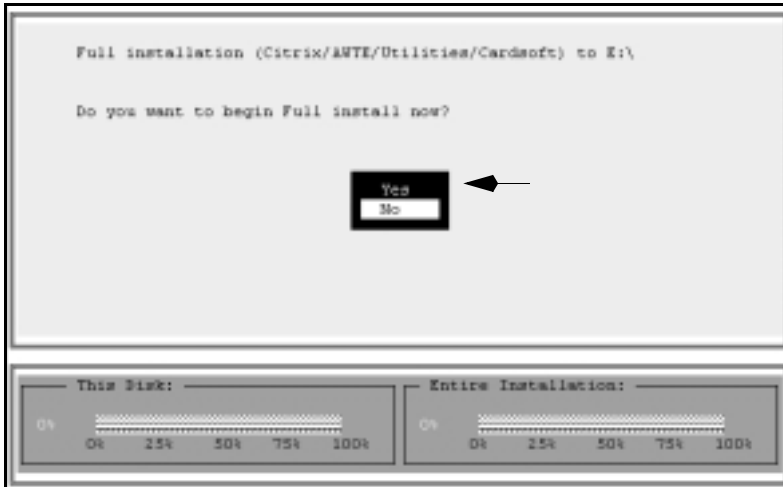 Full installation (Citrix/AWTE/Utilities/Cardsoft) to E:\
Do you want to begin Full install now?
Yes
No
This Disk:
Entire Installation:
0%
0% 25% 50% 75% 100%
0%
0% 25% 50% 75% 100%